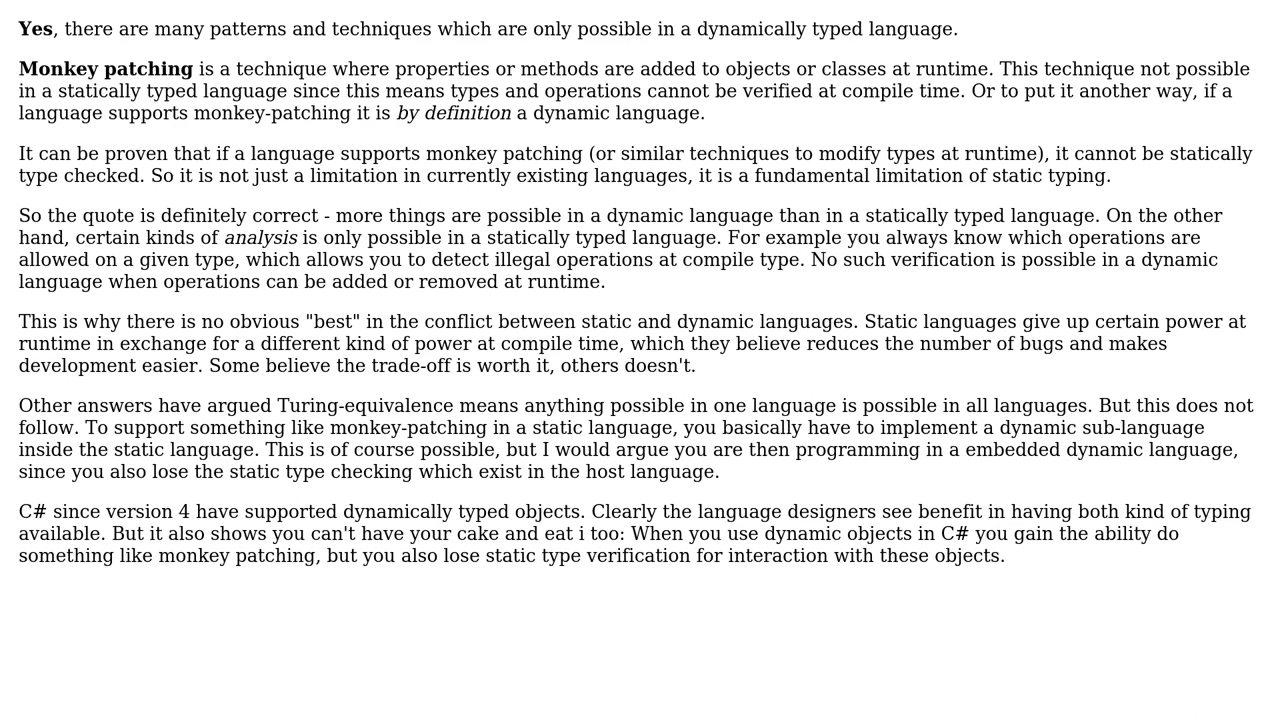 Yes, there are many patterns and techniques which are only possible in a dynamically typed language.
Monkey patching is a technique where properties or methods are added to objects or classes at runtime. This technique not possible
in a statically typed language since this means types and operations cannot be verified at compile time. Or to put it another way, if a
language supports monkey-patching it is by definition a dynamic language.
It can be proven that if a language supports monkey patching (or similar techniques to modify types at runtime), it cannot be statically
type checked. So it is not just a limitation in currently existing languages, it is a fundamental limitation of static typing.
So the quote is definitely correct - more things are possible in a dynamic language than in a statically typed language. On the other
hand, certain kinds of analysis is only possible in a statically typed language. For example you always know which operations are
allowed on a given type, which allows you to detect illegal operations at compile type. No such verification is possible in a dynamic
language when operations can be added or removed at runtime.
This is why there is no obvious "best" in the conflict between static and dynamic languages. Static languages give up certain power at
runtime in exchange for a different kind of power at compile time, which they believe reduces the number of bugs and makes
development easier. Some believe the trade-off is worth it, others doesn't.
Other answers have argued Turing-equivalence means anything possible in one language is possible in all languages. But this does not
follow. To support something like monkey-patching in a static language, you basically have to implement a dynamic sub-language
inside the static language. This is of course possible, but I would argue you are then programming in a embedded dynamic language,
since you also lose the static type checking which exist in the host language.
C# since version 4 have supported dynamically typed objects. Clearly the language designers see benefit in having both kind of typing
available. But it also shows you can't have your cake and eat i too: When you use dynamic objects in C# you gain the ability do
something like monkey patching, but you also lose static type verification for interaction with these objects.